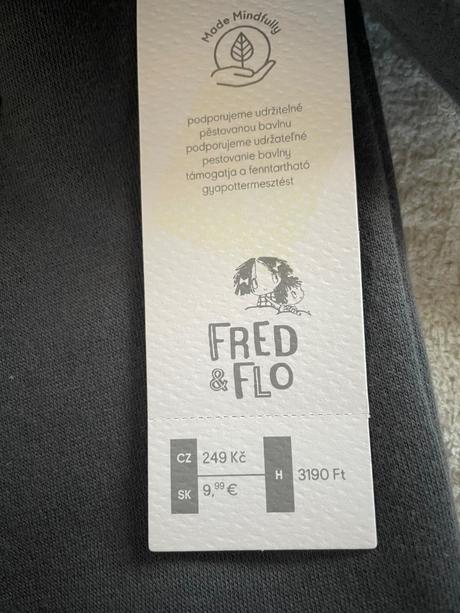 Made Mindfully
podporujeme udržitelné
pěstovanou bavlnu
podporujeme udržateľné
pestovanie bavlny
támogatja a fenntartható
gyapottermesztést
FRED
& FLO
CZ 249 Kč
SK 9,99 €
H 3190 Ft